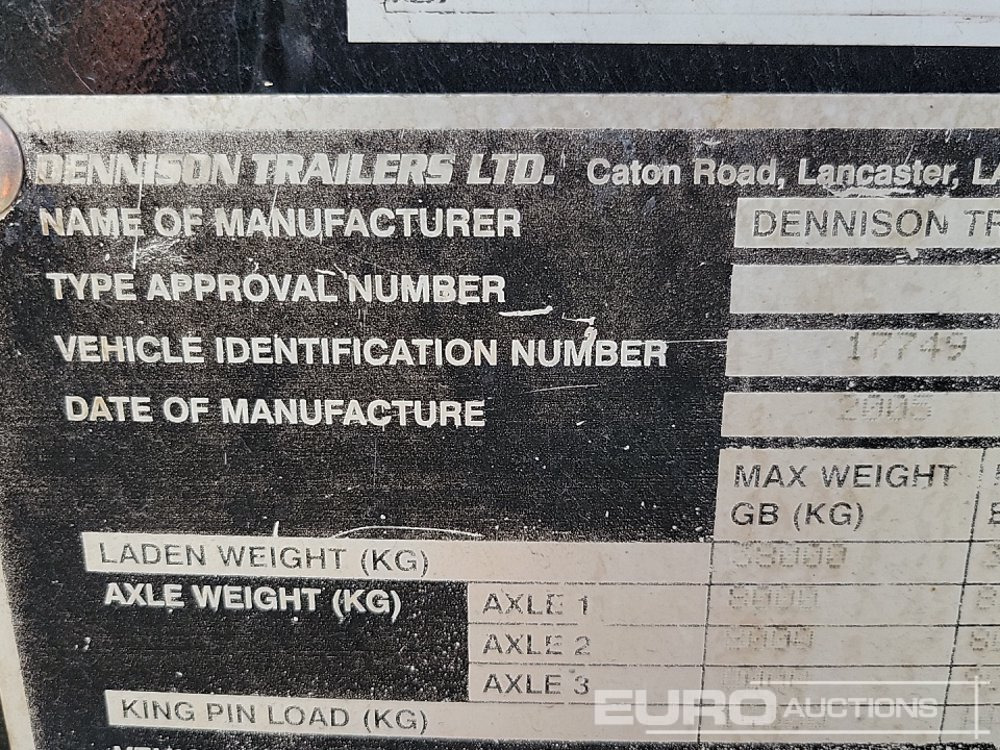 DENNISON TRAILERS LTD. Caton Road, Lancaster, LA
NAME OF MANUFACTURER DENNISON TR
TYPE APPROVAL NUMBER
VEHICLE IDENTIFICATION NUMBER 17749
DATE OF MANUFACTURE 2005
MAX WEIGHT
GB (KG)
LADEN WEIGHT (KG)
AXLE WEIGHT (KG) AXLE 1
AXLE 2
AXLE 3
KING PIN LOAD (KG)
EURO AUCTIONS